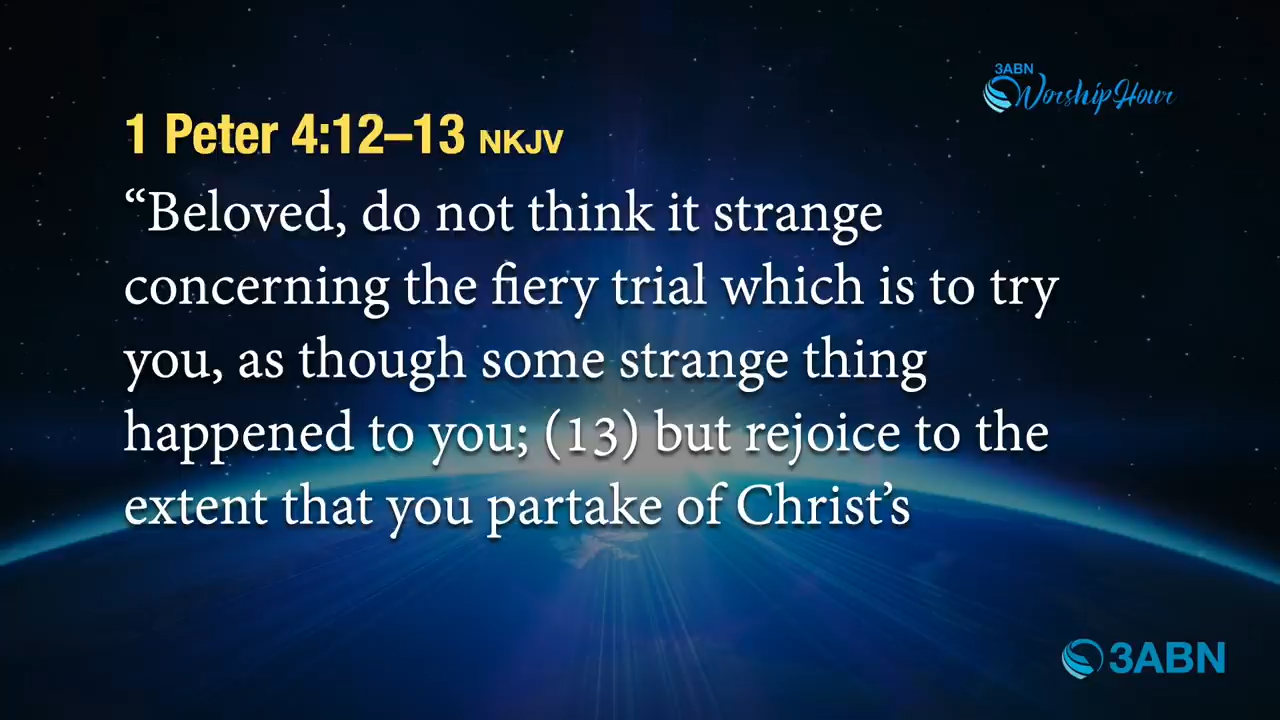 3ABN
Worship Hour
1 Peter 4:12–13 NKJV
“Beloved, do not think it strange
concerning the fiery trial which is to try
you, as though some strange thing
happened to you; (13) but rejoice to the
extent that you partake of Christ’s
3ABN